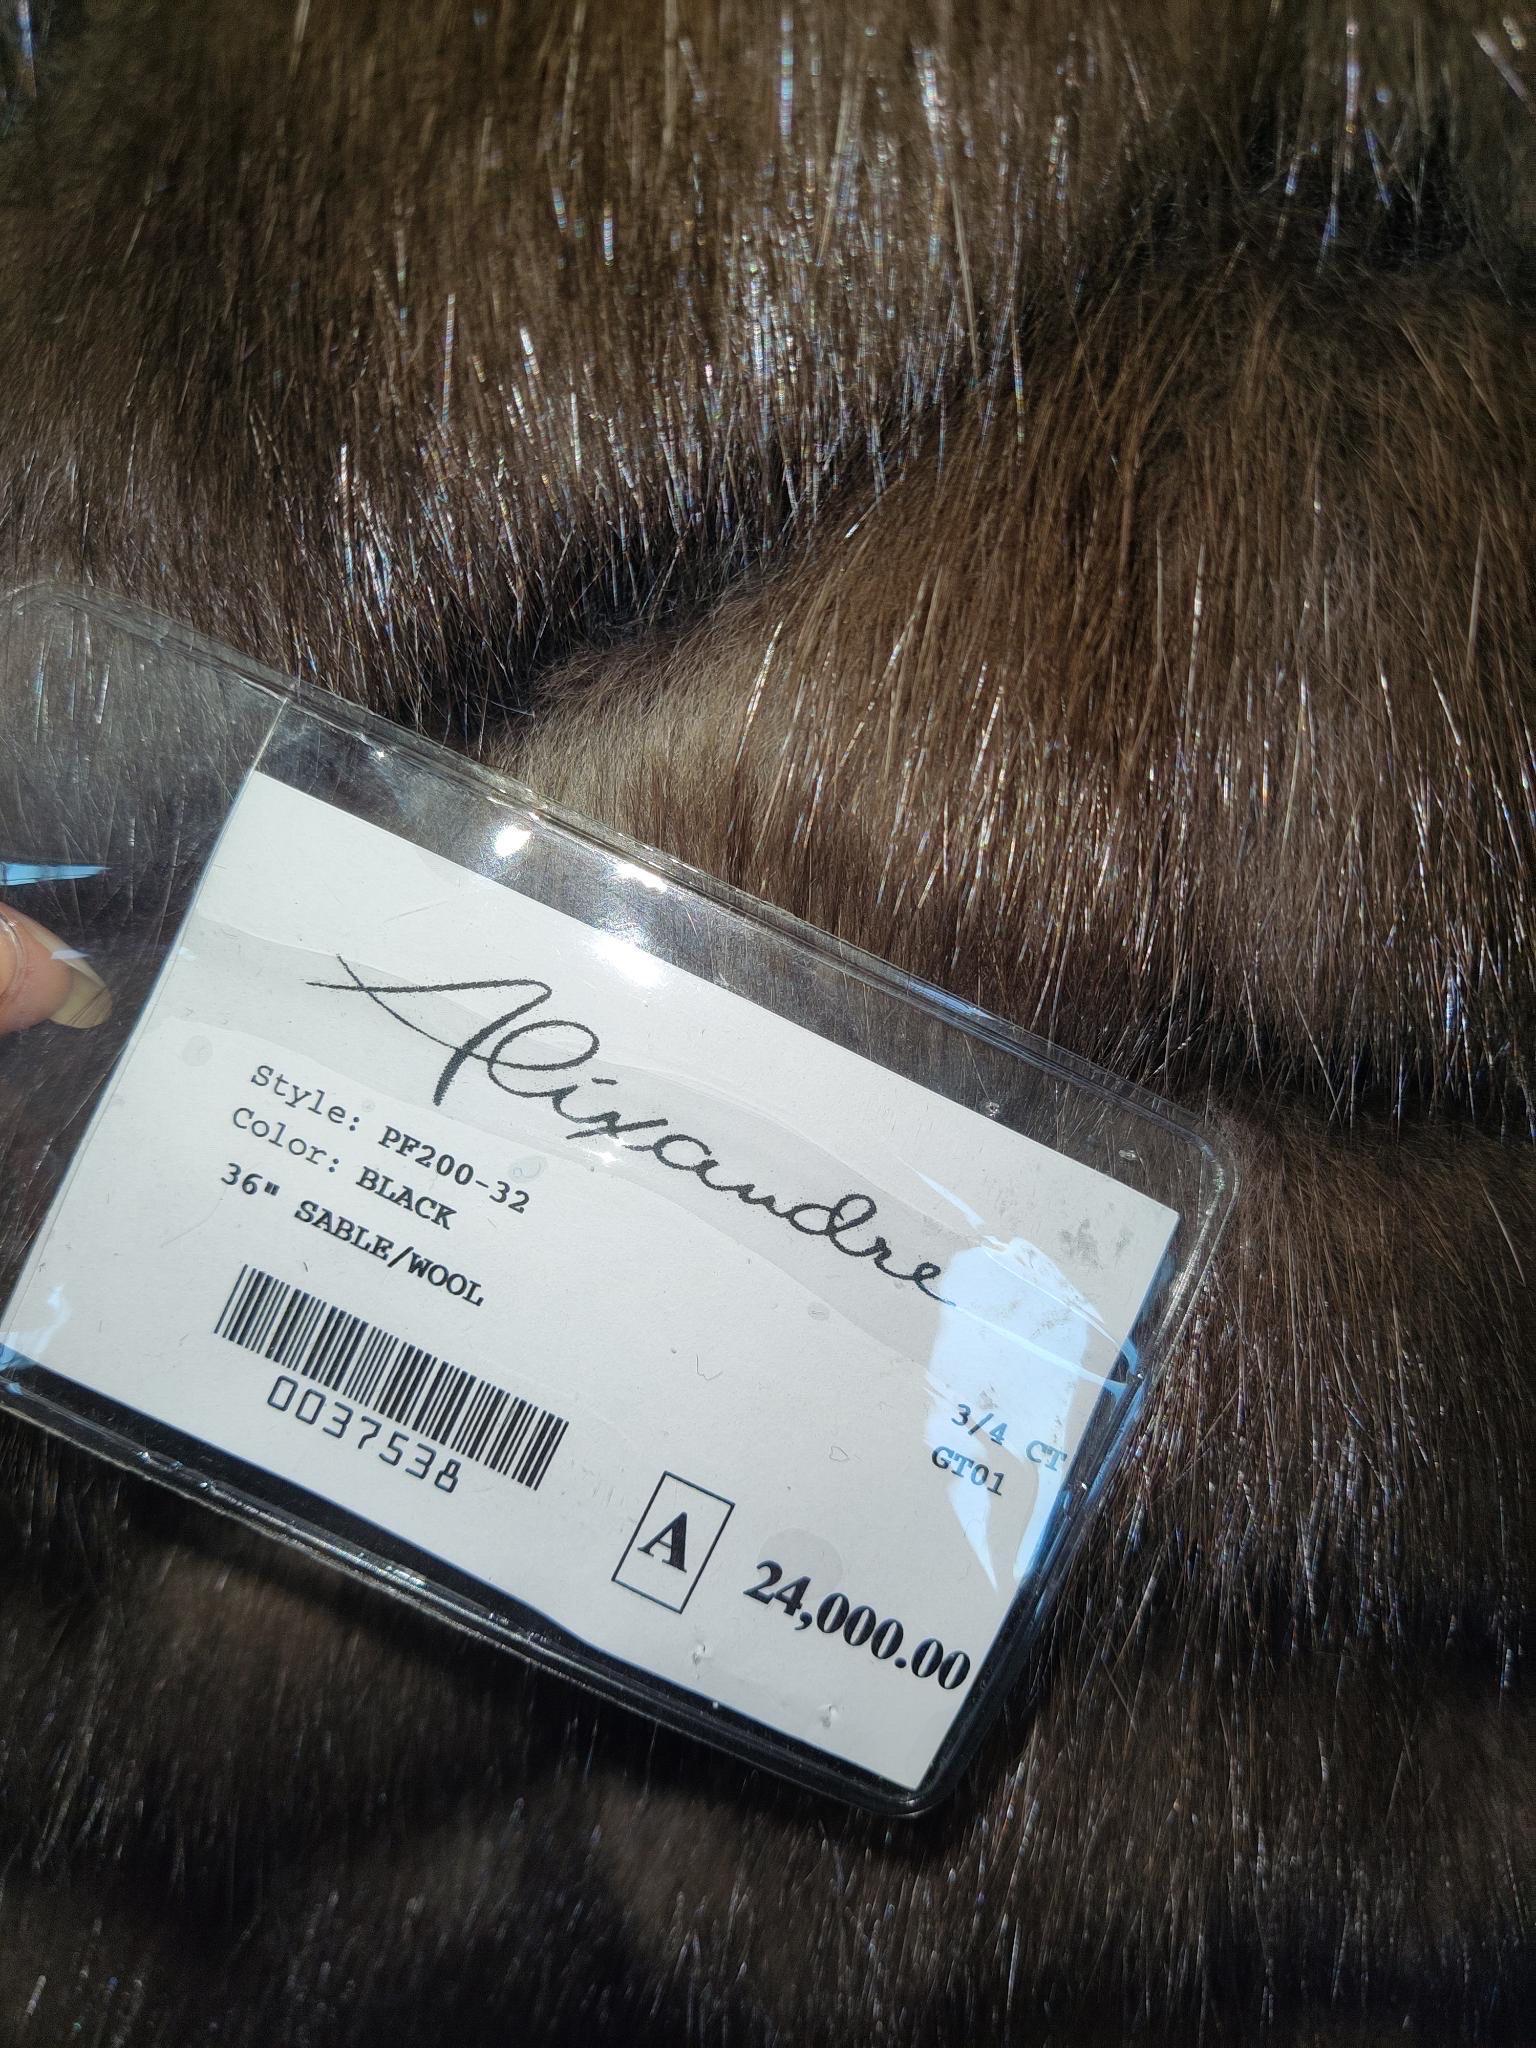 Alixandre
Style: PF200-32
Color: BLACK
36" SABLE/WOOL
0037538
3/4 CT
GT01
A
24,000.00